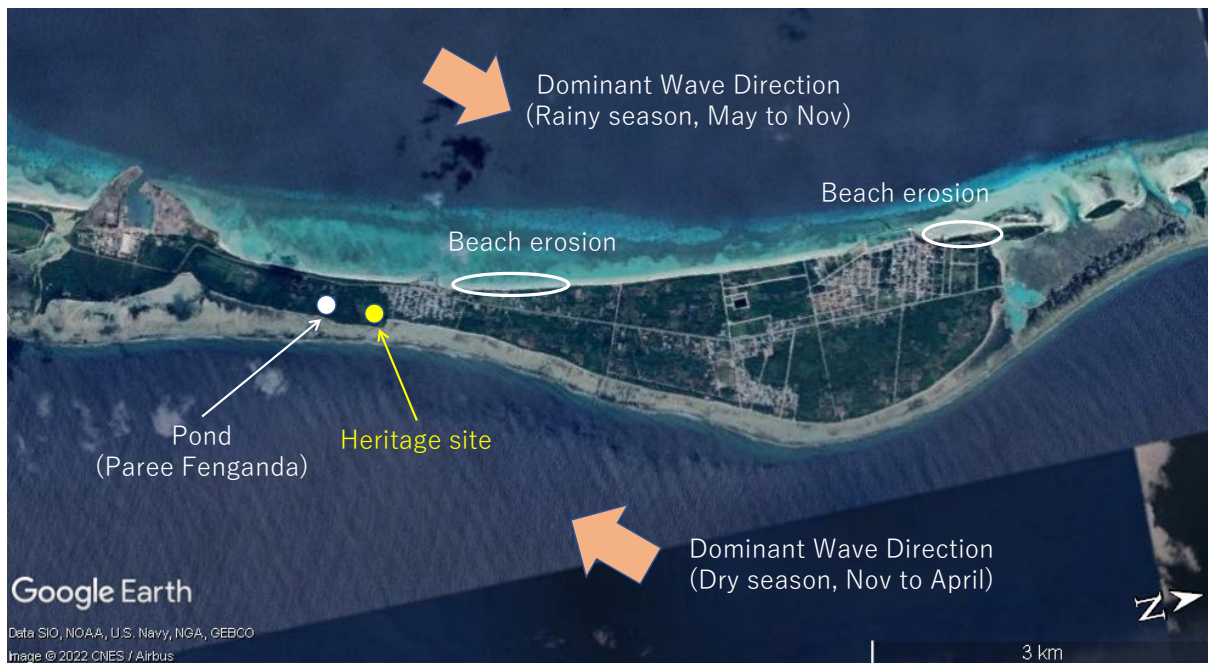 Dominant Wave Direction
(Rainy season, May to Nov)
Beach erosion
Beach erosion
Pond
(Paree Fenganda)
Heritage site
Dominant Wave Direction
(Dry season, Nov to April)
Google Earth
Data SIO, NOAA, U.S. Navy, NGA, GEBCO
Image © 2022 CNES / Airbus
N
3 km